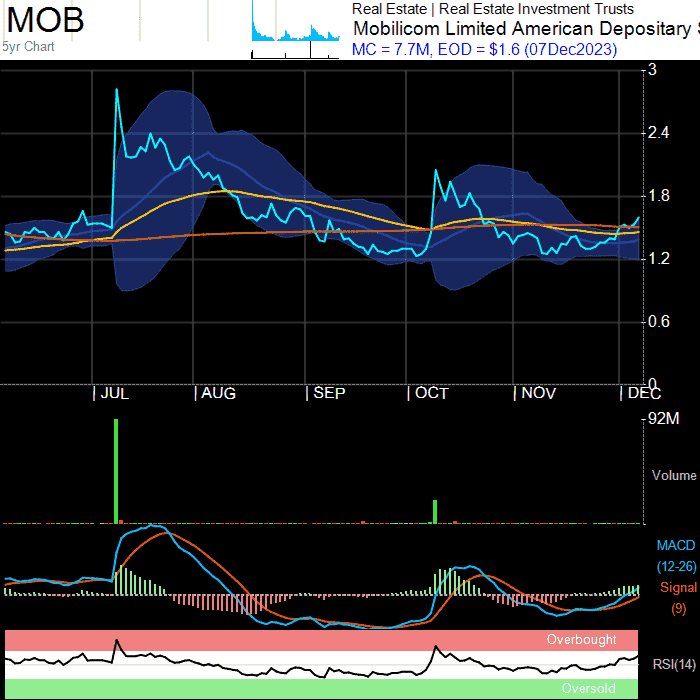 MOB
5yr Chart
Real Estate | Real Estate Investment Trusts
Mobilicom Limited American Depositary S
MC = 7.7M, EOD = $1.6 (07Dec2023)
3
2.4
1.8
1.2
0.6
0
JUL AUG SEP OCT NOV DEC
92M
Volume
MACD
(12-26)
Signal
(9)
Overbought
RSI(14)
Oversold